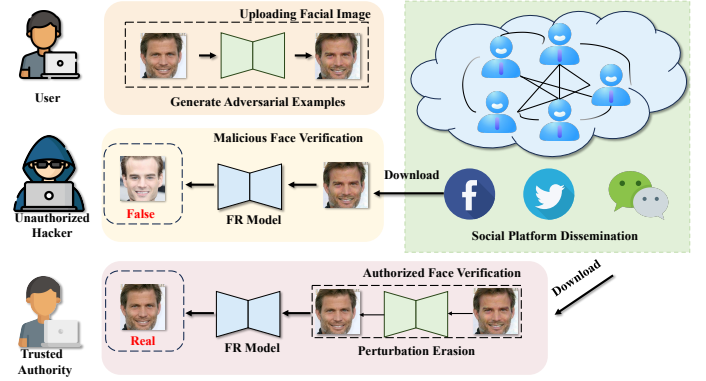 Uploading Facial Image
Generate Adversarial Examples
User
Malicious Face Verification
Download
False
FR Model
Unauthorized
Hacker
f
Social Platform Dissemination
Authorized Face Verification
Download
Real
FR Model
Perturbation Erasion
Trusted
Authority